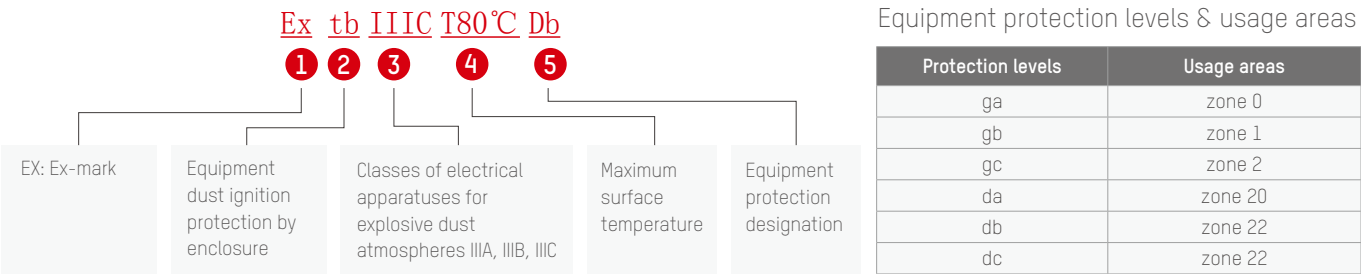 Ex tb IIIC T80℃ Db
1 2 3 4 5
EX: Ex-mark
Equipment
dust ignition
protection by
enclosure
Classes of electrical
apparatuses for
explosive dust
atmospheres IIIA, IIIB, IIIC
Maximum
surface
temperature
Equipment
protection
designation
Equipment protection levels & usage areas
Protection levels Usage areas
ga zone 0
gb zone 1
gc zone 2
da zone 20
db zone 22
dc zone 22